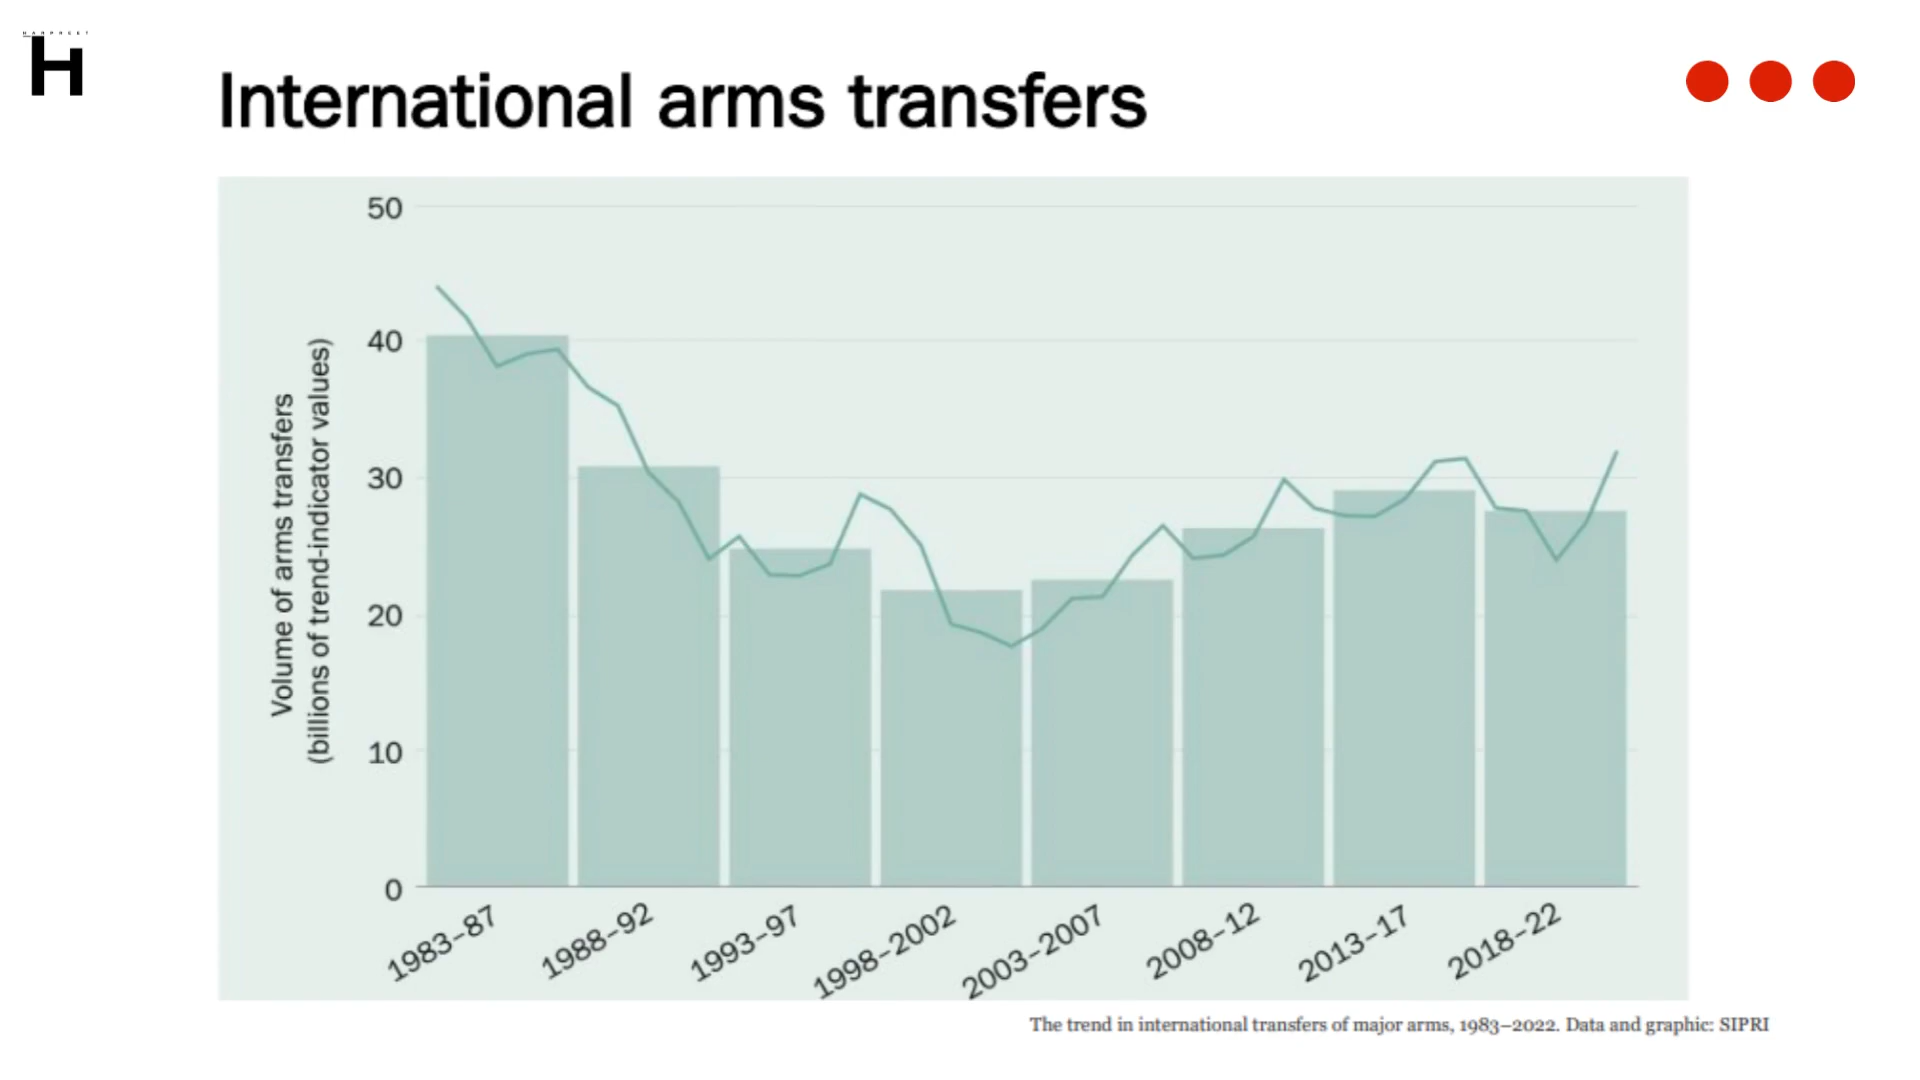 HARPREET
H
International arms transfers
50
40
30
20
10
0
Volume of arms transfers
(billions of trend-indicator values)
1983–87
1988–92
1993–97
1998–2002
2003–2007
2008–12
2013–17
2018–22
The trend in international transfers of major arms, 1983–2022. Data and graphic: SIPRI